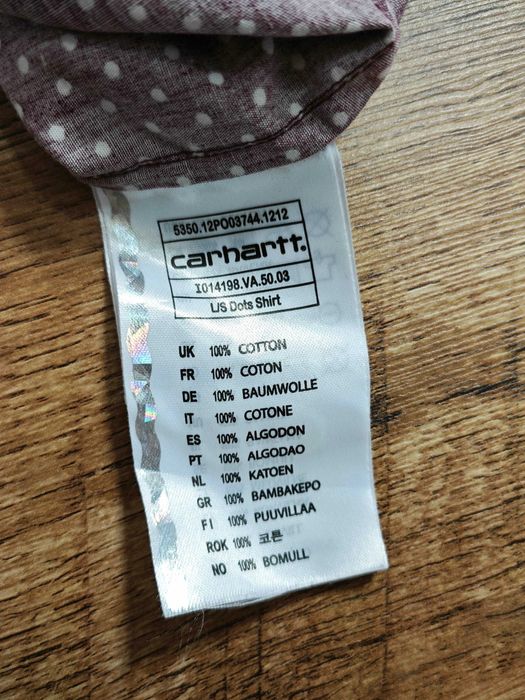 5350.12PO03744.1212
carhartt.
I014198.VA.50.03
L/S Dots Shirt
UK 100% COTTON
FR 100% COTON
DE 100% BAUMWOLLE
IT 100% COTONE
ES 100% ALGODON
PT 100% ALGODAO
NL 100% KATOEN
GR 100% BAMBAKEPO
FI 100% PUUVILLAA
ROK 100% 코튼
NO 100% BOMULL